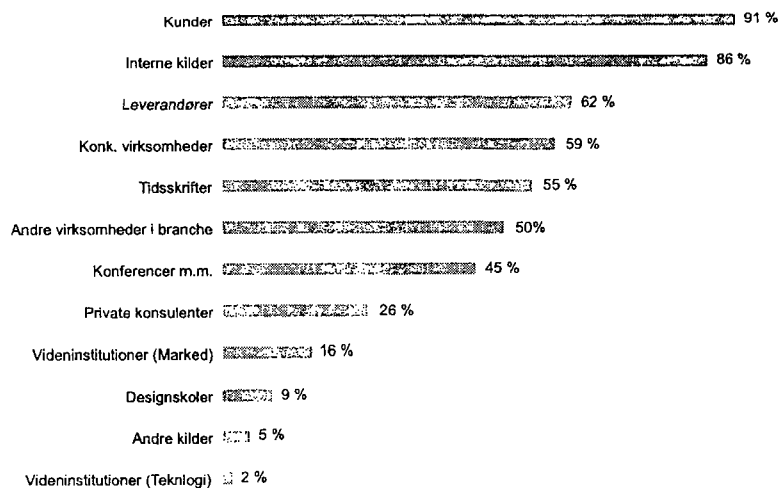 Kunder 91 %
Interne kilder 86 %
Leverandører 62 %
Konk. virksomheder 59 %
Tidsskrifter 55 %
Andre virksomheder i branche 50%
Konferencer m.m. 45 %
Private konsulenter 26 %
Videninstitutioner (Marked) 16 %
Designskoler 9 %
Andre kilder 5 %
Videninstitutioner (Teknlogi) 2 %